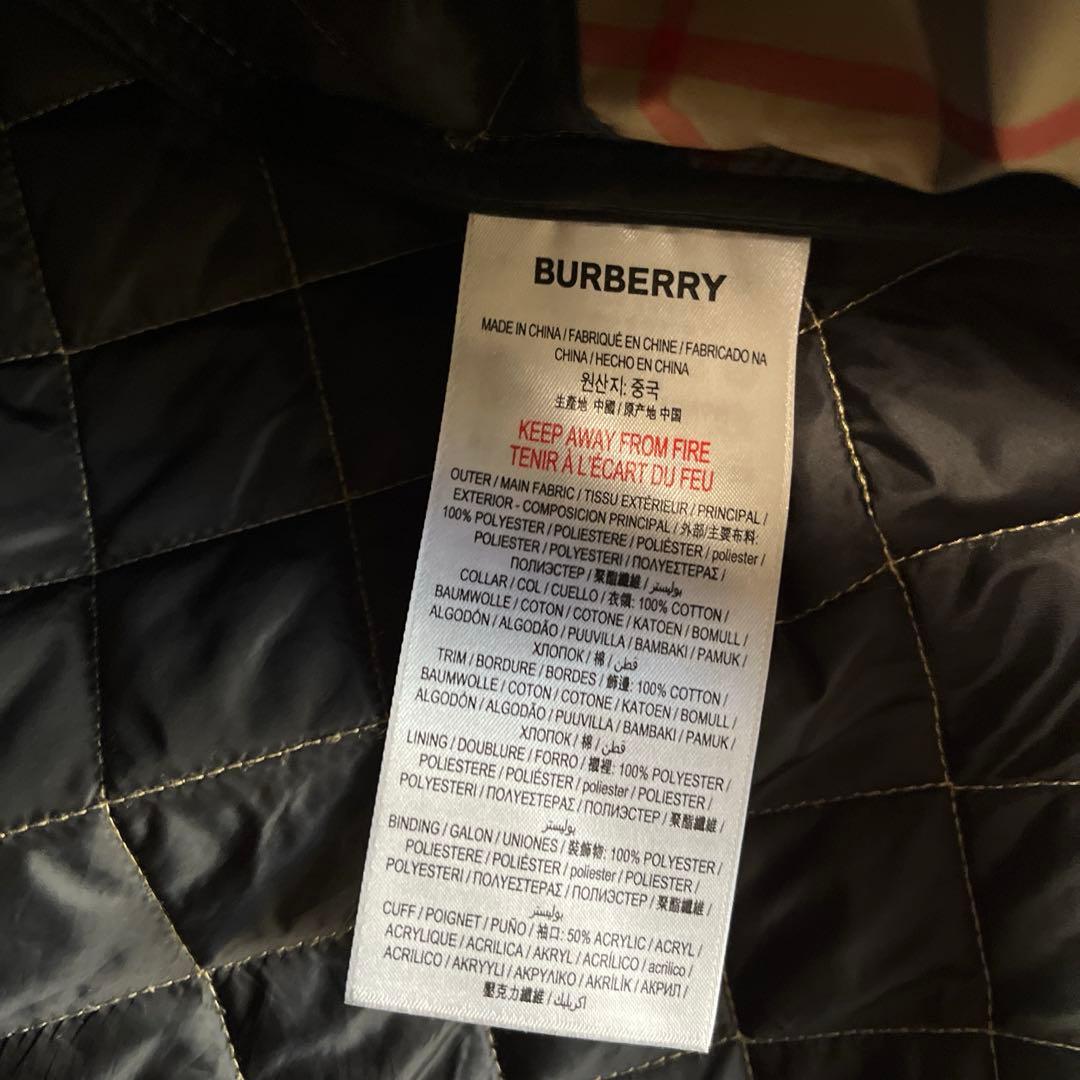 BURBERRY
MADE IN CHINA / FABRIQUÉ EN CHINE / FABRICADO NA
CHINA / HECHO EN CHINA
원산지: 중국
生產地 中國 / 原产地 中国
KEEP AWAY FROM FIRE
TENIR À L'ÉCART DU FEU
OUTER / MAIN FABRIC / TISSU EXTÉRIEUR / PRINCIPAL /
EXTERIOR - COMPOSICION PRINCIPAL / 外部/主要布料:
100% POLYESTER / POLIESTERE / POLIÉSTER / poliester /
POLIESTER / POLYESTERI / ΠΟΛΥΕΣΤΕΡΑΣ /
ПОЛИЭСТЕР / 聚酯纖維 / بوليستر
COLLAR / COL / CUELLO / 衣領: 100% COTTON /
BAUMWOLLE / COTON / COTONE / KATOEN / BOMULL /
ALGODÓN / ALGODÃO / PUUVILLA / BAMBAKI / PAMUK /
ХЛОПОК / 棉 / قطن
TRIM / BORDURE / BORDES / 飾邊: 100% COTTON /
BAUMWOLLE / COTON / COTONE / KATOEN / BOMULL /
ALGODÓN / ALGODÃO / PUUVILLA / BAMBAKI / PAMUK /
ХЛОПОК / 棉 / قطن
LINING / DOUBLURE / FORRO / 襯裡: 100% POLYESTER /
POLIESTERE / POLIÉSTER / poliester / POLIESTER /
POLYESTERI / ΠΟΛΥΕΣΤΕΡΑΣ / ПОЛИЭСТЕР / 聚酯纖維 /
بوليستر
BINDING / GALON / UNIONES / 裝飾物: 100% POLYESTER /
POLIESTERE / POLIÉSTER / poliester / POLIESTER /
POLYESTERI / ΠΟΛΥΕΣΤΕΡΑΣ / ПОЛИЭСТЕР / 聚酯纖維 /
بوليستر
CUFF / POIGNET / PUÑO / 袖口: 50% ACRYLIC / ACRYL /
ACRYLIQUE / ACRILICA / AKRYL / ACRÍLICO / acrilico /
ACRILICO / AKRYYLI / ΑΚΡΥΛΙΚΟ / AKRİLİK / АКРИЛ /
壓克力纖維 / اكريليك